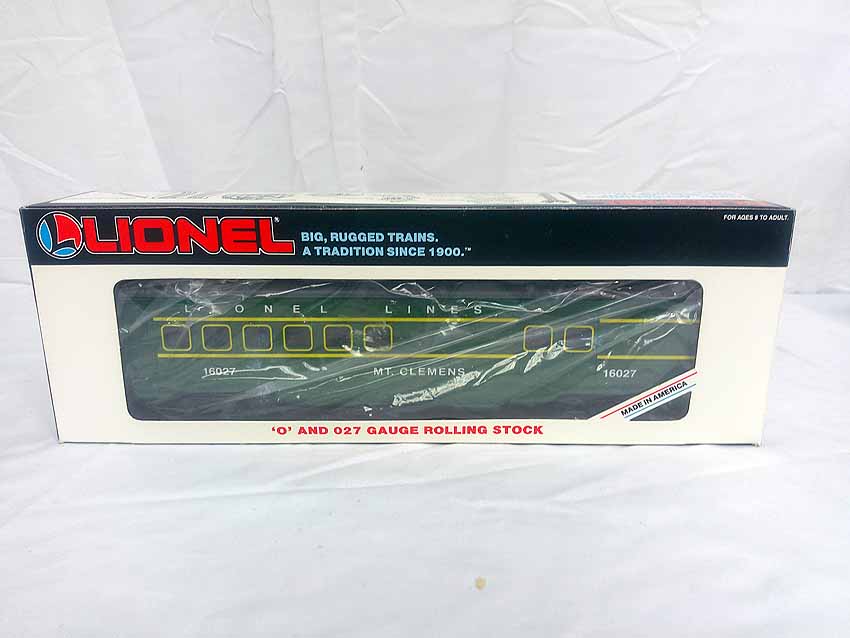 LIONEL®
BIG, RUGGED TRAINS.
A TRADITION SINCE 1900.™
FOR AGES 8 TO ADULT.
LIONEL LINES
16027 MT. CLEMENS 16027
MADE IN AMERICA
'O' AND 027 GAUGE ROLLING STOCK